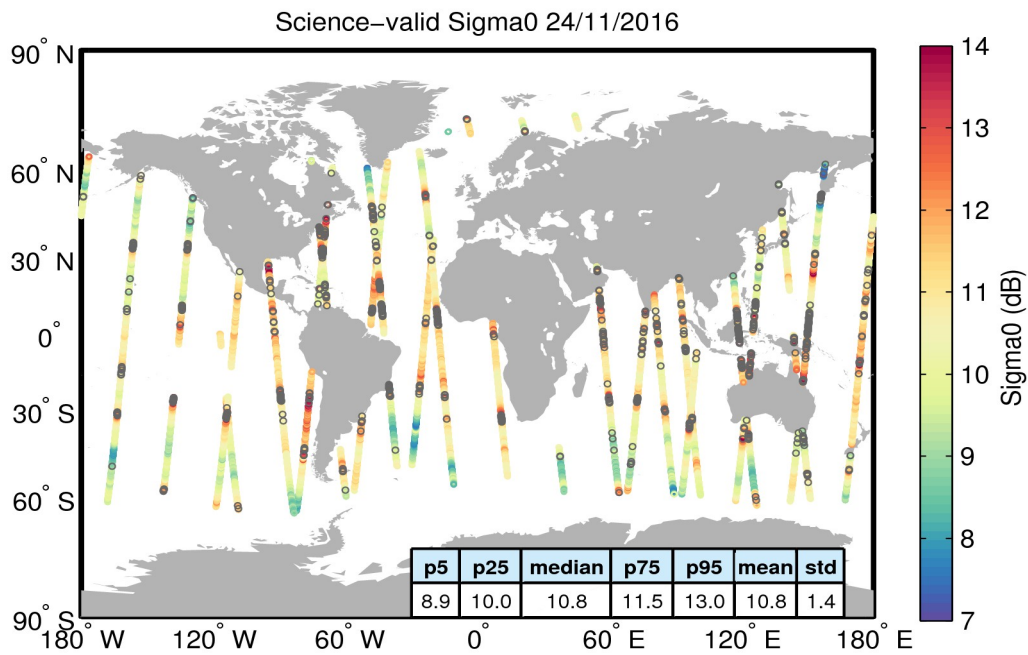 Science−valid Sigma0 24/11/2016
90° N
60° N
30° N
0°
30° S
60° S
90° S
180° W
120° W
60° W
0°
60° E
120° E
180° E
p5 p25 median p75 p95 mean std
8.9 10.0 10.8 11.5 13.0 10.8 1.4
14
13
12
11
10
9
8
7
Sigma0 (dB)